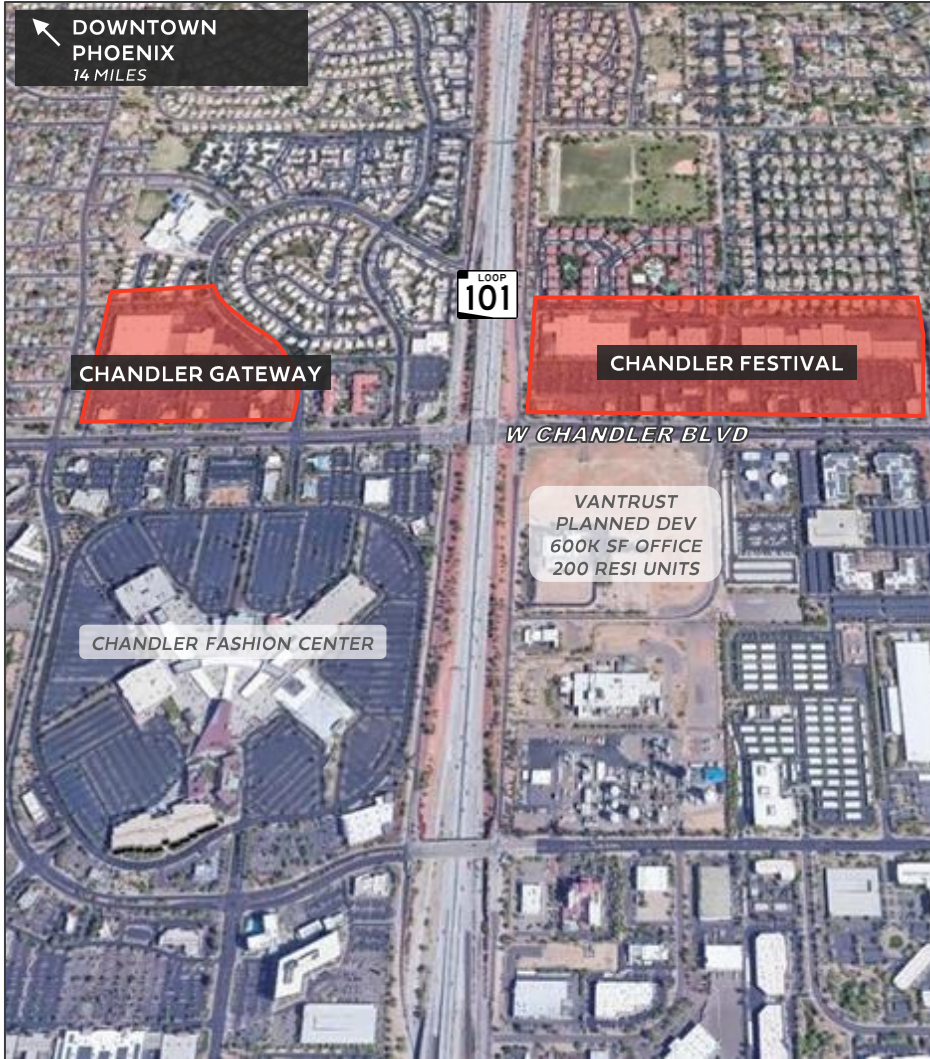 DOWNTOWN
PHOENIX
14 MILES
LOOP
101
CHANDLER GATEWAY
CHANDLER FESTIVAL
W CHANDLER BLVD
VANTRUST
PLANNED DEV
600K SF OFFICE
200 RESI UNITS
CHANDLER FASHION CENTER